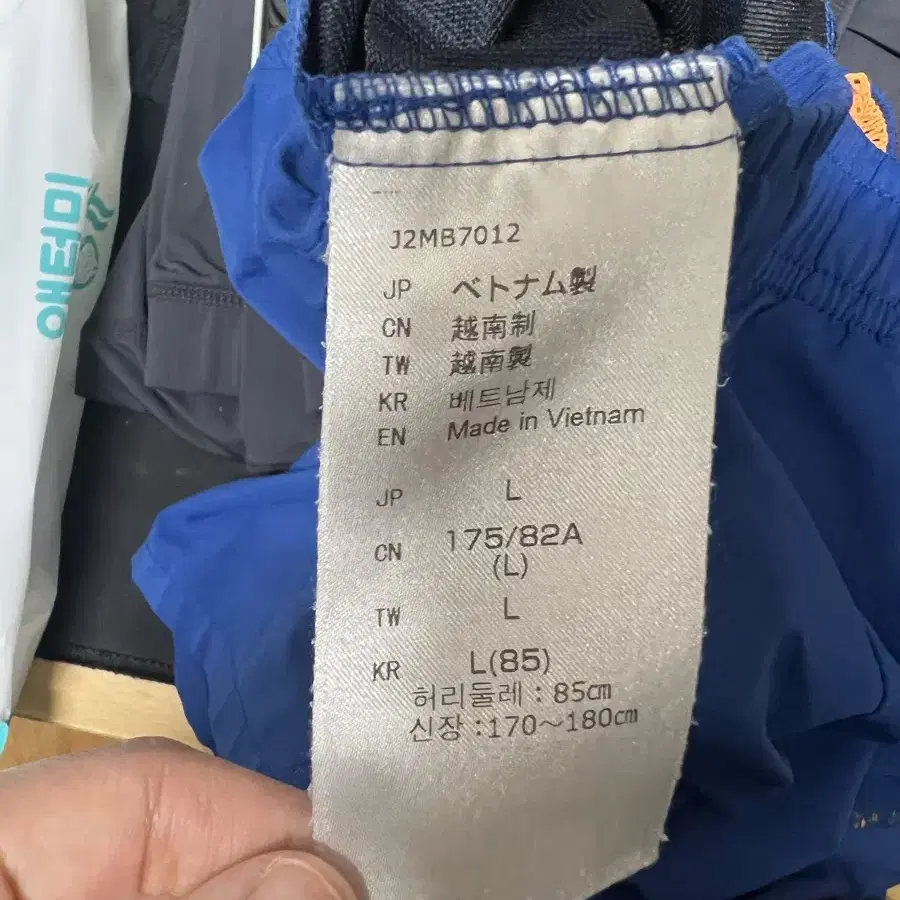 애터미
J2MB7012
JP ベトナム製
CN 越南制
TW 越南製
KR 베트남제
EN Made in Vietnam
JP L
CN 175/82A
(L)
TW L
KR L(85)
허리둘레 : 85㎝
신장 :170～180㎝